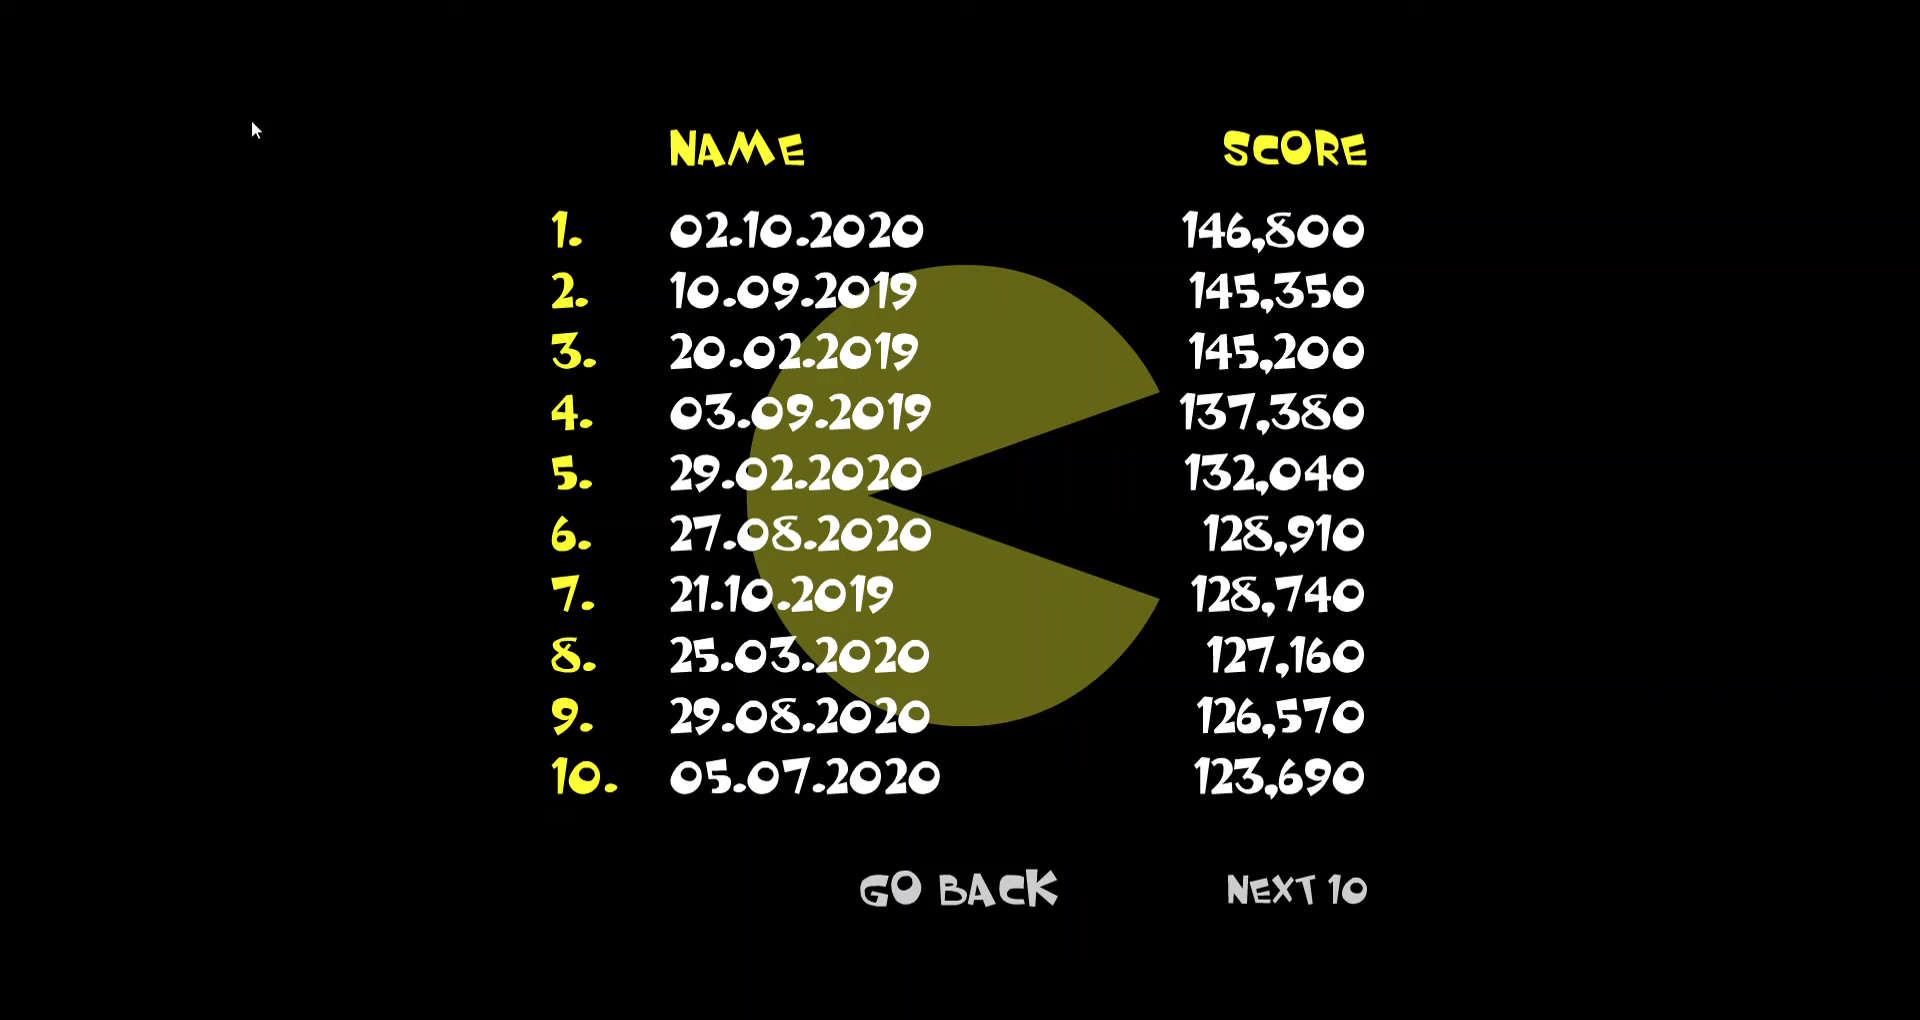 NAME SCORE
1. 02.10.2020 146,800
2. 10.09.2019 145,350
3. 20.02.2019 145,200
4. 03.09.2019 137,380
5. 29.02.2020 132,040
6. 27.08.2020 128,910
7. 21.10.2019 128,740
8. 25.03.2020 127,160
9. 29.08.2020 126,570
10. 05.07.2020 123,690
GO BACK NEXT 10